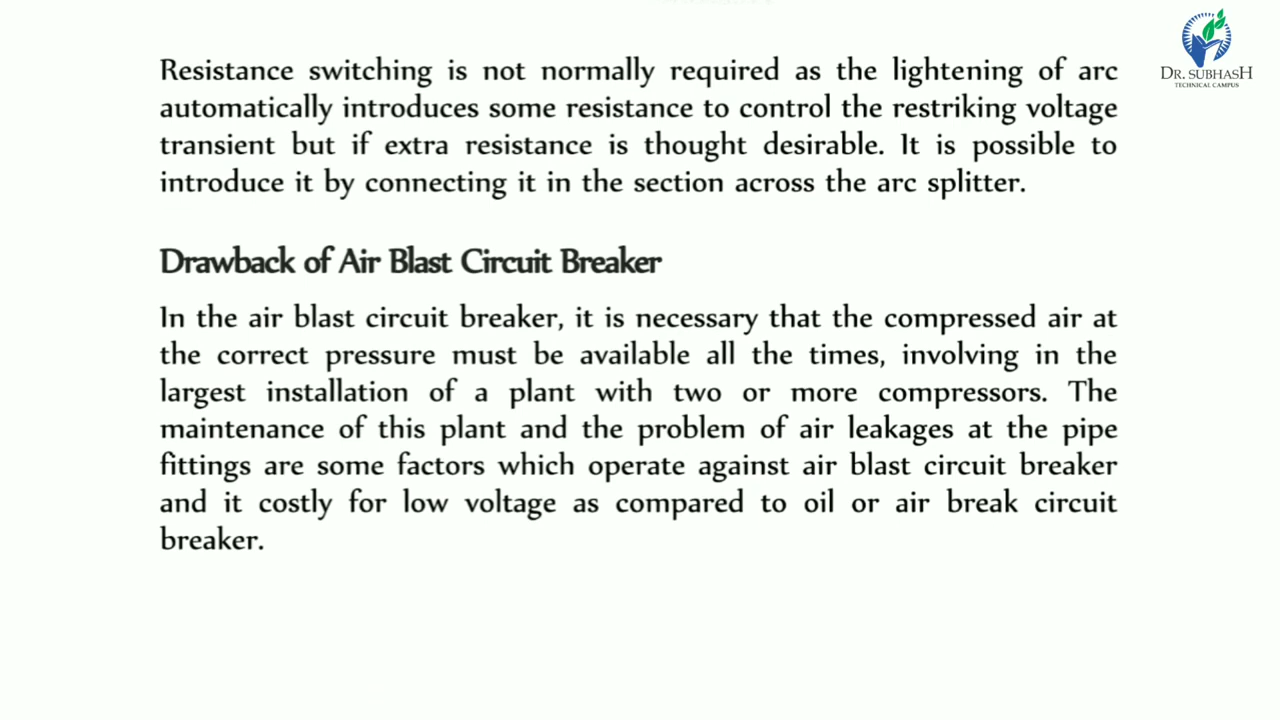 DR. SUBHASH
TECHNICAL CAMPUS
Resistance switching is not normally required as the lightening of arc
automatically introduces some resistance to control the restriking voltage
transient but if extra resistance is thought desirable. It is possible to
introduce it by connecting it in the section across the arc splitter.
Drawback of Air Blast Circuit Breaker
In the air blast circuit breaker, it is necessary that the compressed air at
the correct pressure must be available all the times, involving in the
largest installation of a plant with two or more compressors. The
maintenance of this plant and the problem of air leakages at the pipe
fittings are some factors which operate against air blast circuit breaker
and it costly for low voltage as compared to oil or air break circuit
breaker.